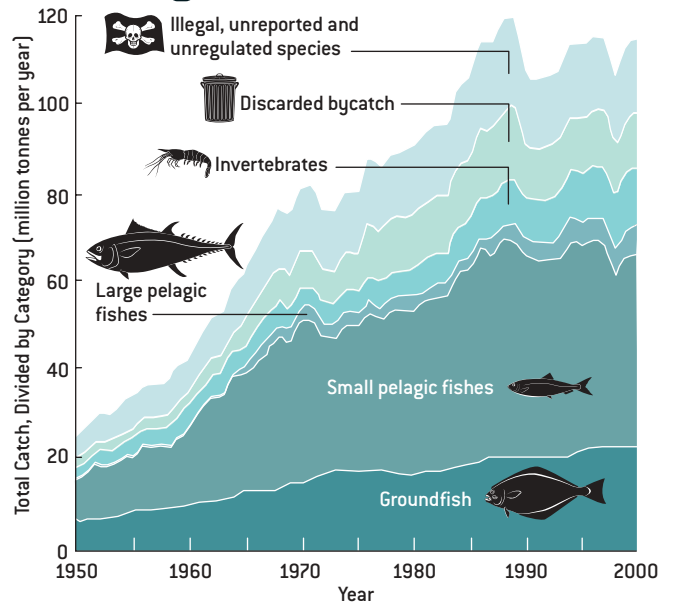 120
100
80
60
40
20
0
Total Catch, Divided by Category (million tonnes per year)
Illegal, unreported and
unregulated species
Discarded bycatch
Invertebrates
Large pelagic
fishes
Small pelagic fishes
Groundfish
1950
1960
1970
1980
1990
2000
Year